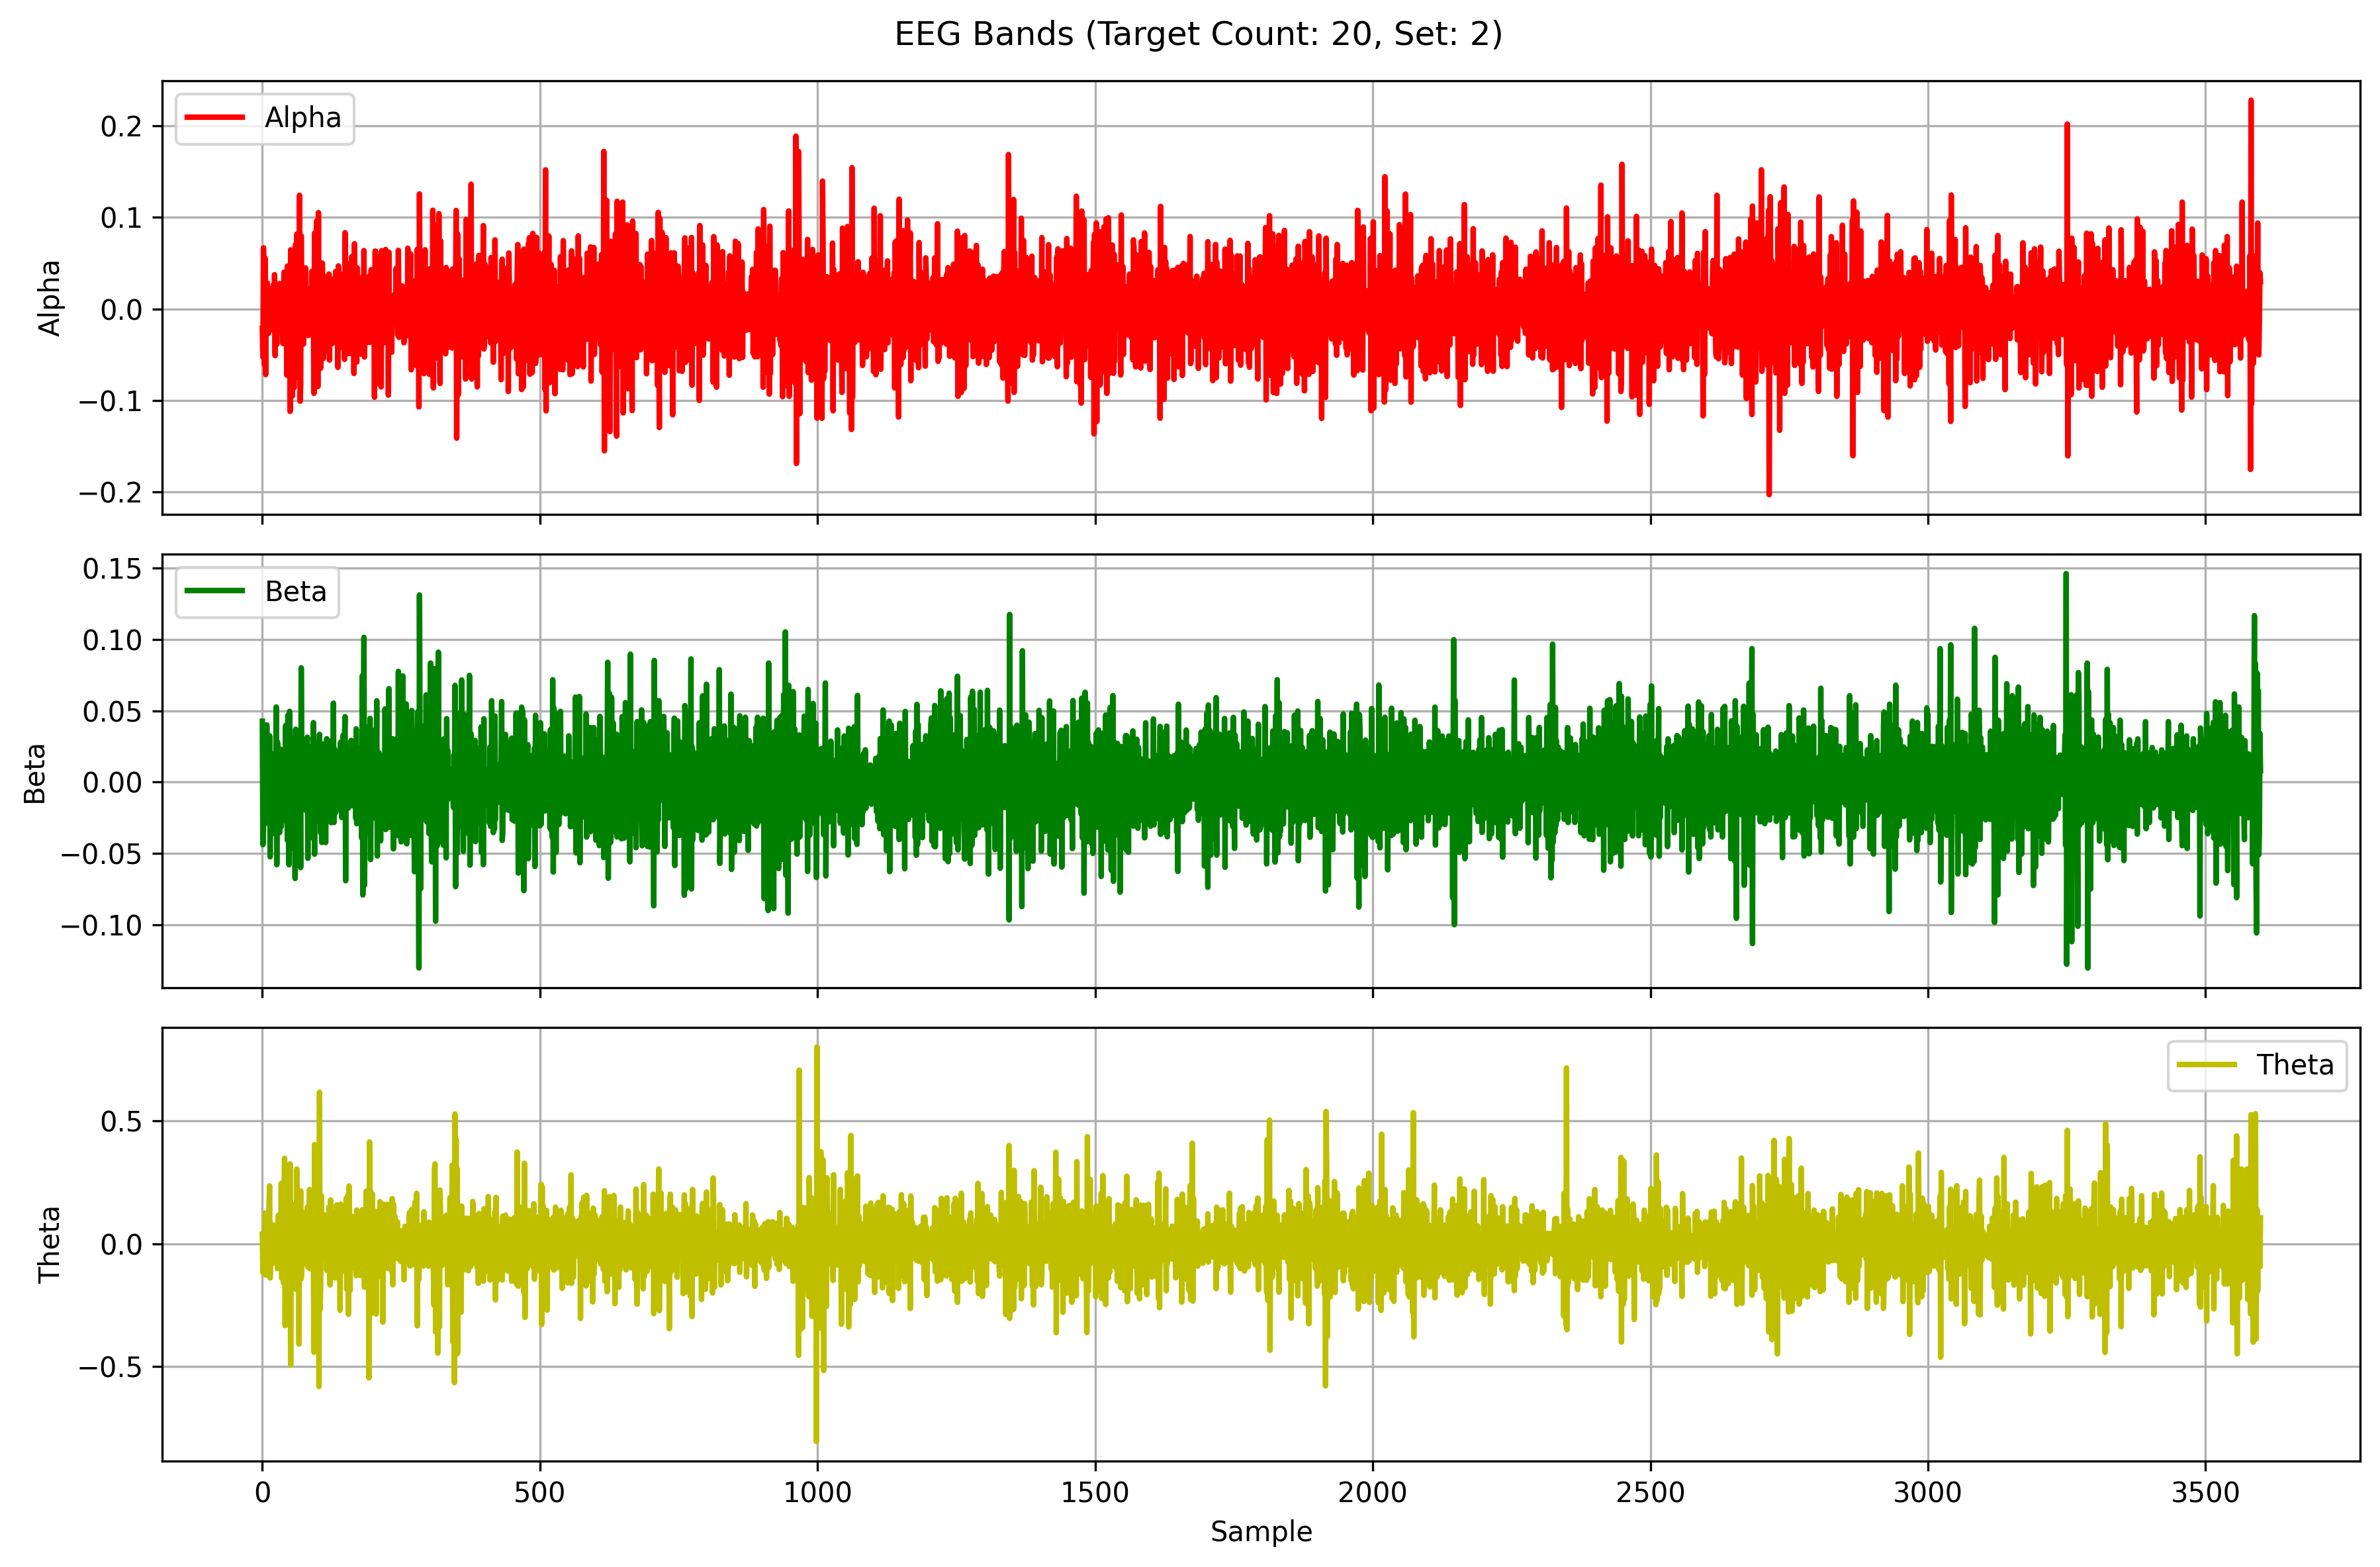 EEG Bands (Target Count: 20, Set: 2)
Alpha
0.2
0.1
0.0
−0.1
−0.2
Alpha
Beta
0.15
0.10
0.05
0.00
−0.05
−0.10
Beta
Theta
0.5
0.0
−0.5
Theta
0 500 1000 1500 2000 2500 3000 3500
Sample